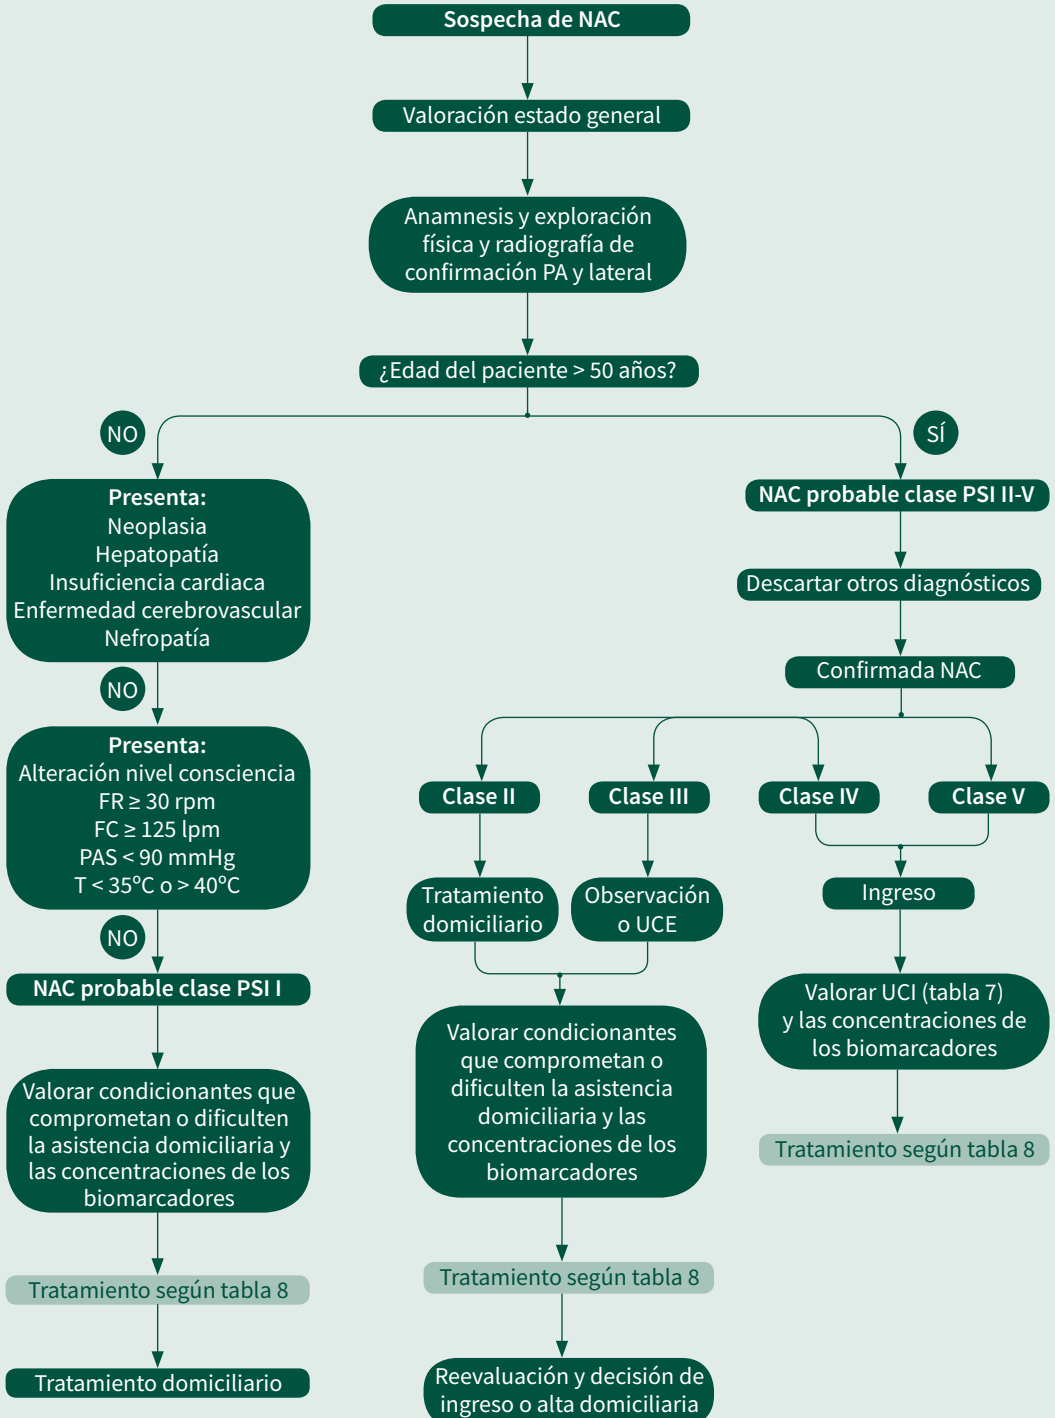 Sospecha de NAC
Valoración estado general
Anamnesis y exploración
física y radiografía de
confirmación PA y lateral
¿Edad del paciente > 50 años?
NO
Presenta:
Neoplasia
Hepatopatía
Insuficiencia cardiaca
Enfermedad cerebrovascular
Nefropatía
NO
Presenta:
Alteración nivel consciencia
FR ≥ 30 rpm
FC ≥ 125 lpm
PAS < 90 mmHg
T < 35ºC o > 40ºC
NO
NAC probable clase PSI I
Valorar condicionantes que
comprometan o dificulten
la asistencia domiciliaria y
las concentraciones de los
biomarcadores
Tratamiento según tabla 8
Tratamiento domiciliario
SÍ
NAC probable clase PSI II-V
Descartar otros diagnósticos
Confirmada NAC
Clase II
Clase III
Clase IV
Clase V
Tratamiento
domiciliario
Observación
o UCE
Valorar condicionantes
que comprometan o
dificulten la asistencia
domiciliaria y las
concentraciones de los
biomarcadores
Tratamiento según tabla 8
Reevaluación y decisión de
ingreso o alta domiciliaria
Ingreso
Valorar UCI (tabla 7)
y las concentraciones de
los biomarcadores
Tratamiento según tabla 8